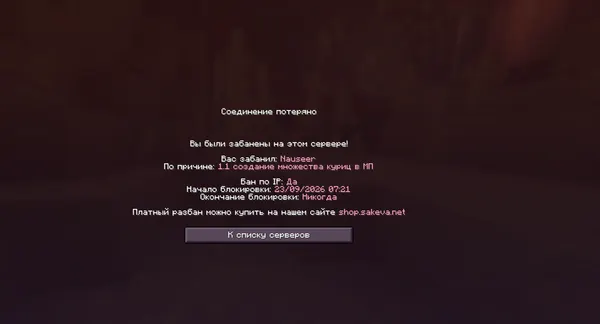 Соединение потеряно
Вы были забанены на этом сервере!
Вас забанил: Nauseer
По причине: 1.1 создание множества куриц в МП
Бан по IP: Да
Начало блокировки: 23/09/2026 07:21
Окончание блокировки: Никогда
Платный разбан можно купить на нашем сайте shop.sakeva.net
К списку серверов